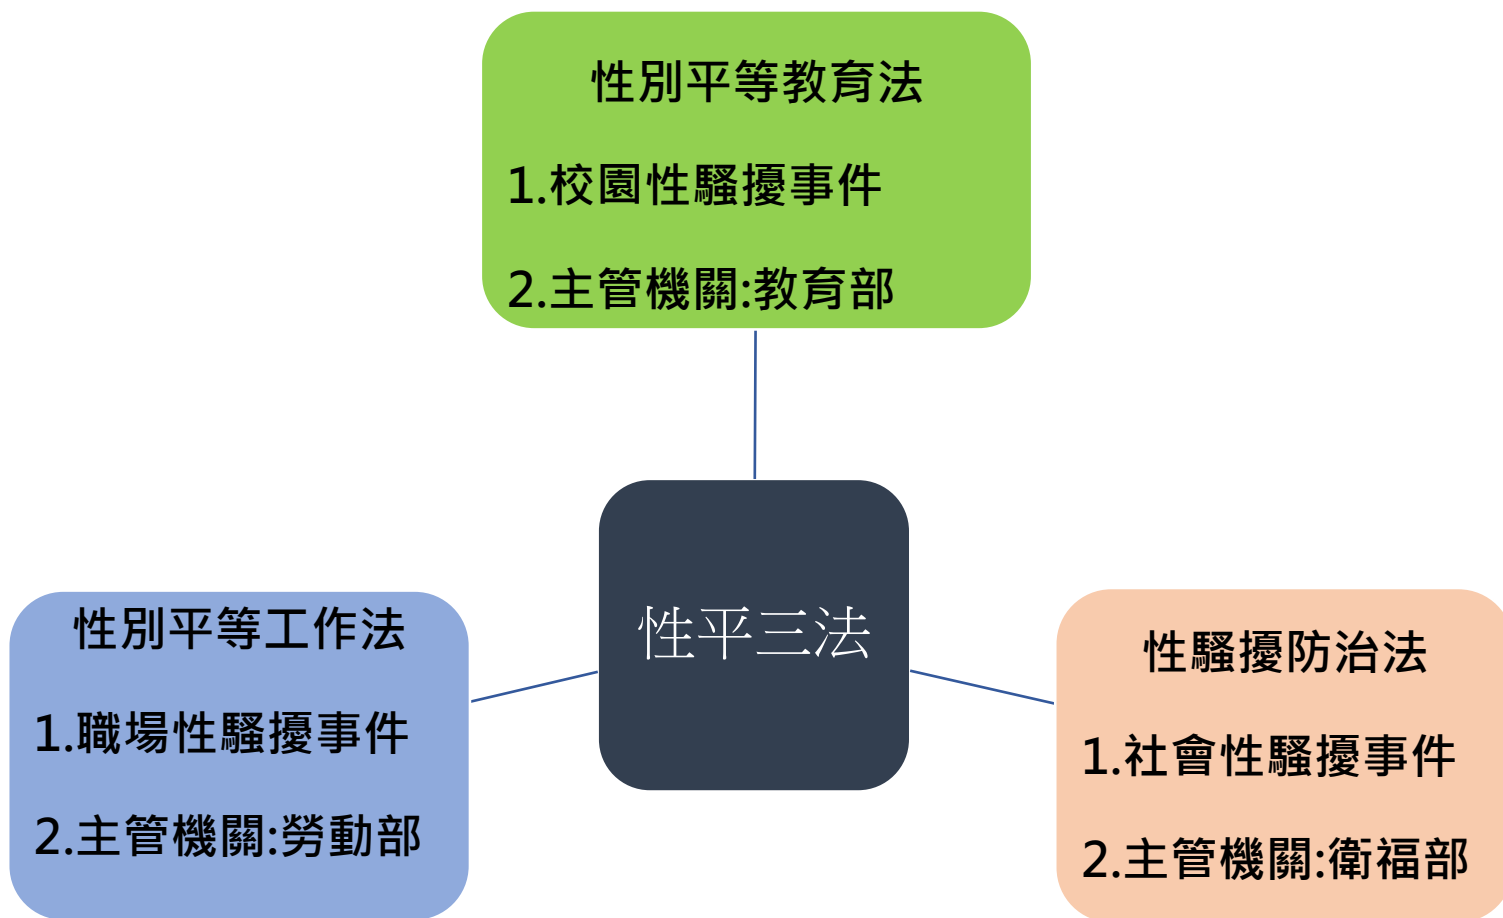 性別平等教育法
1.校園性騷擾事件
2.主管機關:教育部
性平三法
性別平等工作法
1.職場性騷擾事件
2.主管機關:勞動部
性騷擾防治法
1.社會性騷擾事件
2.主管機關:衛福部